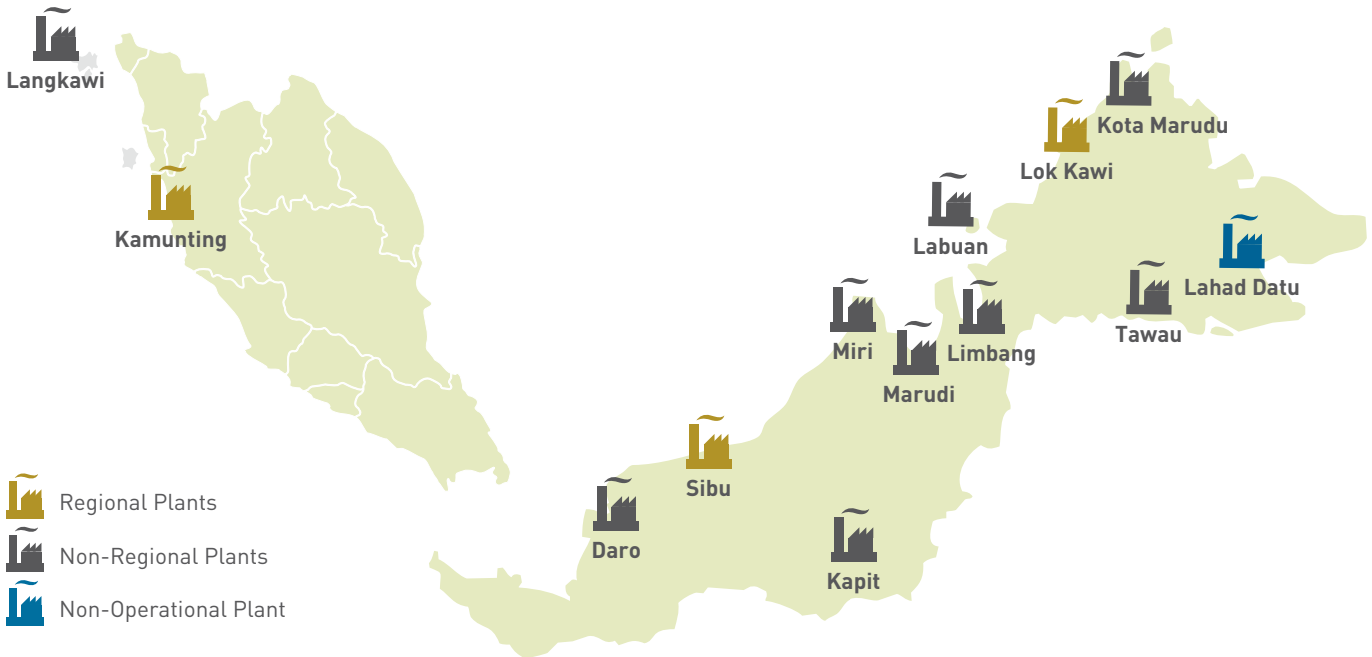 Langkawi
Kamunting
Kota Marudu
Lok Kawi
Labuan
Lahad Datu
Tawau
Miri
Limbang
Marudi
Sibu
Daro
Kapit
Regional Plants
Non-Regional Plants
Non-Operational Plant